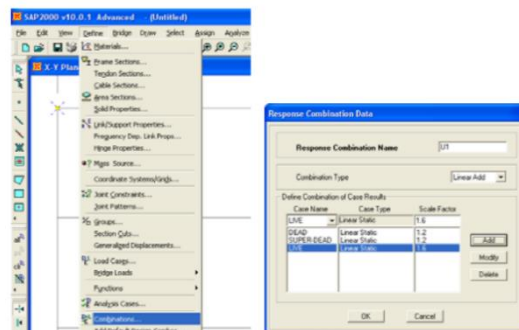 SAP2000 v10.0.1 Advanced - (Untitled)
File Edit View Define Bridge Draw Select Assign Analyze
X-Y Plan
Materials...
Frame Sections...
Tendon Sections...
Cable Sections...
Area Sections...
Solid Properties...
Link/Support Properties...
Frequency Dep. Link Props...
Hinge Properties...
Mass Source...
Coordinate Systems/Grids...
Joint Constraints...
Joint Patterns...
Groups...
Section Cuts...
Generalized Displacements...
Load Cases...
Bridge Loads
Functions
Analysis Cases...
Combinations...
Response Combination Data
Response Combination Name U1
Combination Type Linear Add
Define Combination of Case Results
Case Name Case Type Scale Factor
LIVE Linear Static 1.6
DEAD Linear Static 1.2
SUPER-DEAD Linear Static 1.2
LIVE Linear Static 1.6
Add
Modify
Delete
OK Cancel